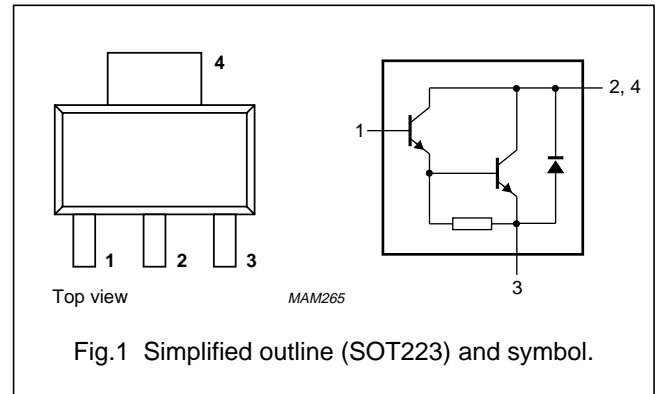 4
1
2
3
Top view
MAM265
1
2, 4
3
Fig.1 Simplified outline (SOT223) and symbol.